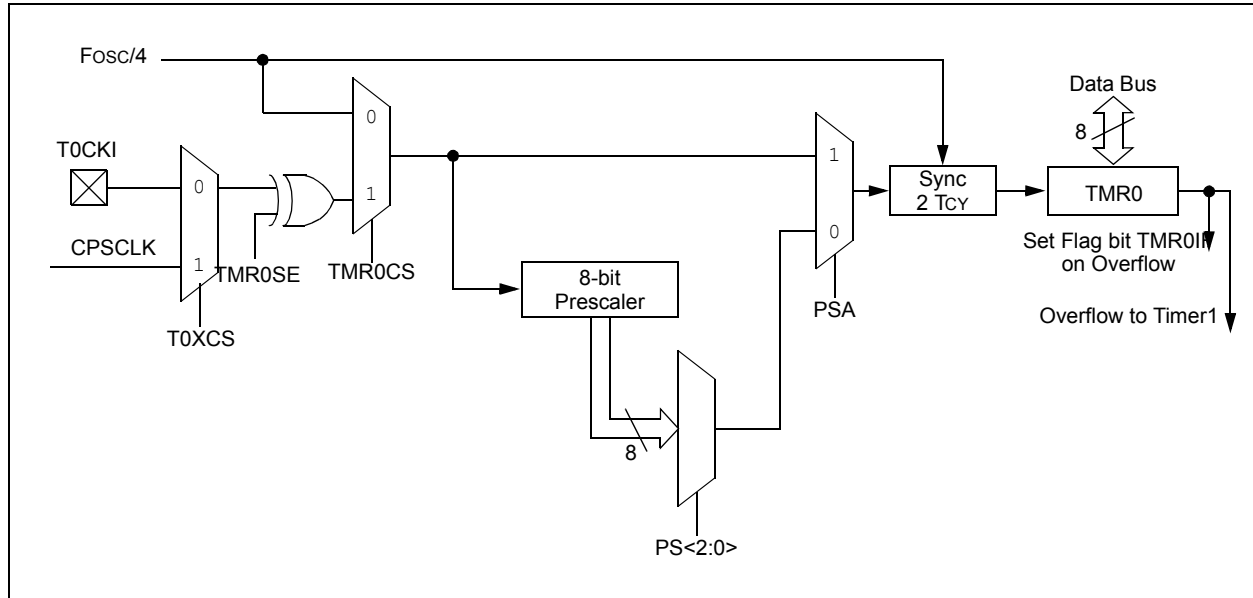 FOSC/4
Data Bus
8
T0CKI
0
1
0
1
CPSCLK
TMR0SE
TMR0CS
T0XCS
8-bit
Prescaler
8
PS<2:0>
1
0
PSA
Sync
2 TCY
TMR0
Set Flag bit TMR0IF
on Overflow
Overflow to Timer1